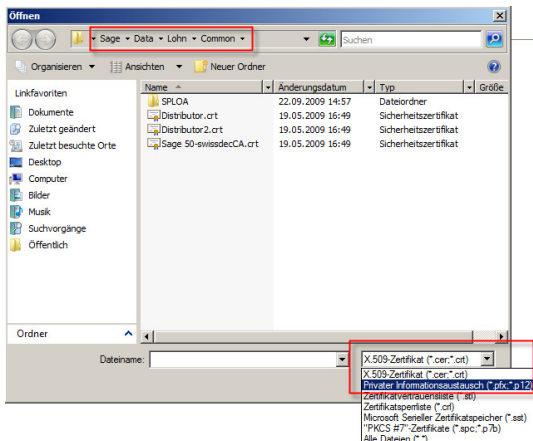 Öffnen
Sage Data Lohn Common
Suchen
Organisieren Ansichten Neuer Ordner
Linkfavoriten
Dokumente
Zuletzt geändert
Zuletzt besuchte Orte
Desktop
Computer
Bilder
Musik
Suchvorgänge
Öffentlich
Ordner
Name Änderungsdatum Typ Größe
SPLOA 22.09.2009 14:57 Dateiordner
Distributor.crt 19.05.2009 16:49 Sicherheitszertifikat
Distributor2.crt 19.05.2009 16:49 Sicherheitszertifikat
Sage 50-swissdecCA.crt 19.05.2009 16:49 Sicherheitszertifikat
Dateiname:
X.509-Zertifikat (*.cer;*.crt)
X.509-Zertifikat (*.cer;*.crt)
Privater Informationsaustausch (*.pfx;*.p12)
Zertifikatvertrauensliste (*.stl)
Zertifikatsperrliste (*.crl)
Microsoft Serieller Zertifikatspeicher (*.sst)
"PKCS #7"-Zertifikate (*.spc;*.p7b)
Alle Dateien (*.*)